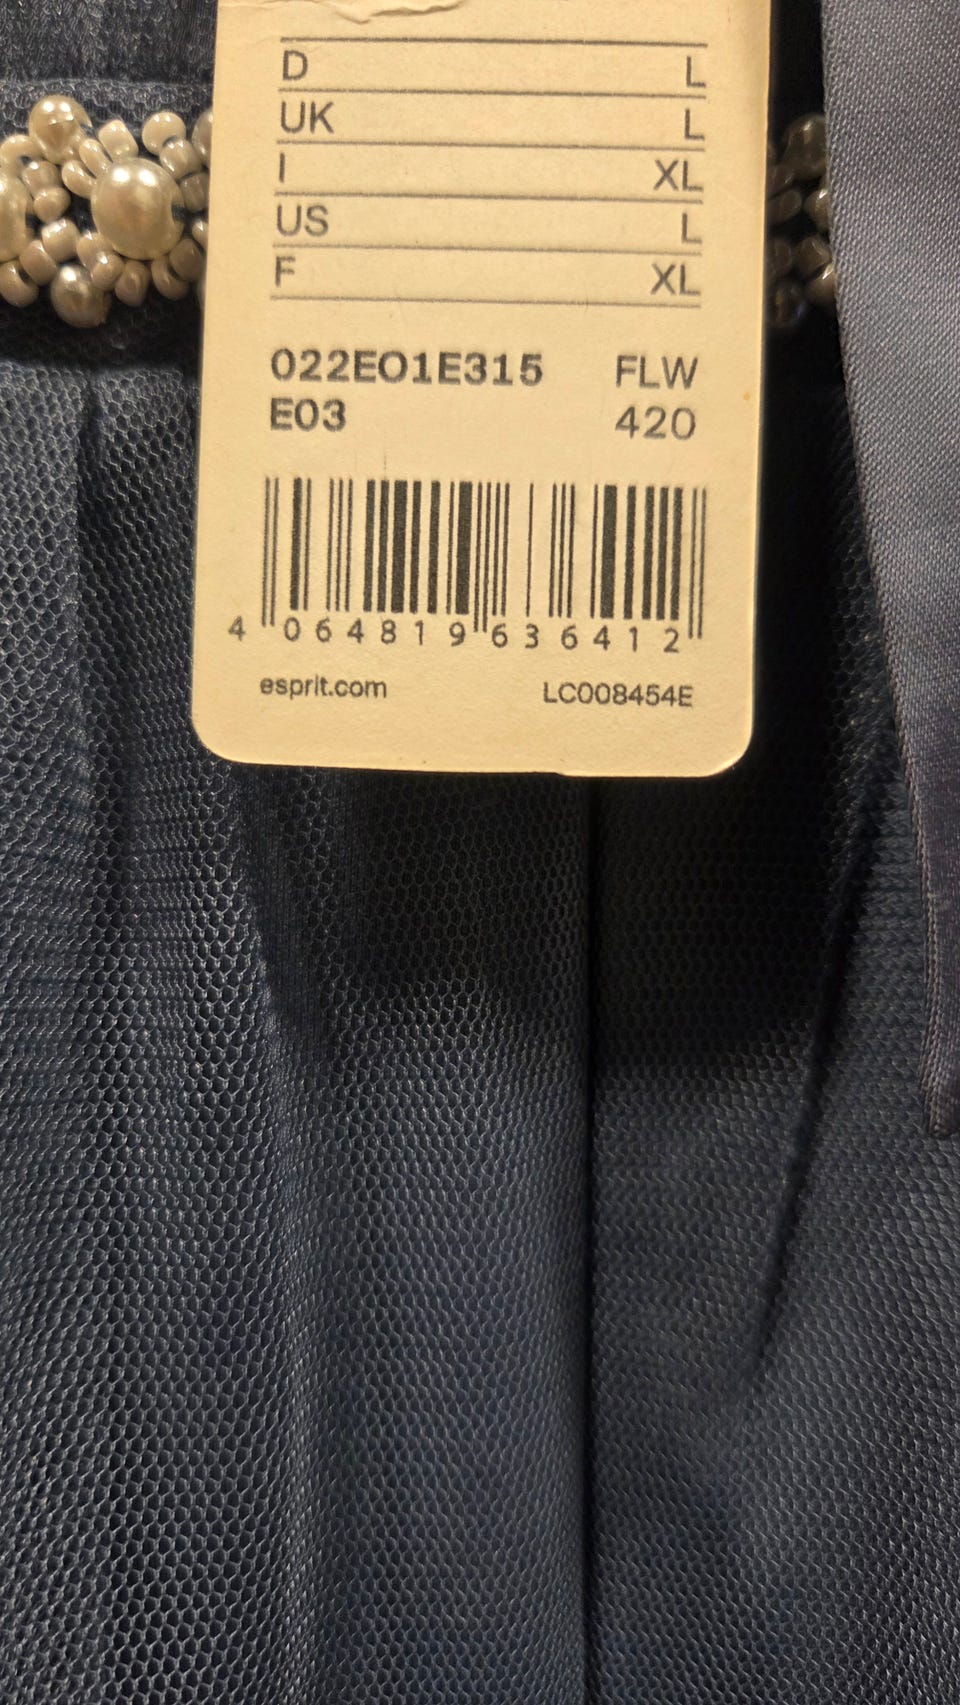 D L
UK L
I XL
US L
F XL
022EO1E315 FLW
E03 420
4 064819 636412
esprit.com LC008454E